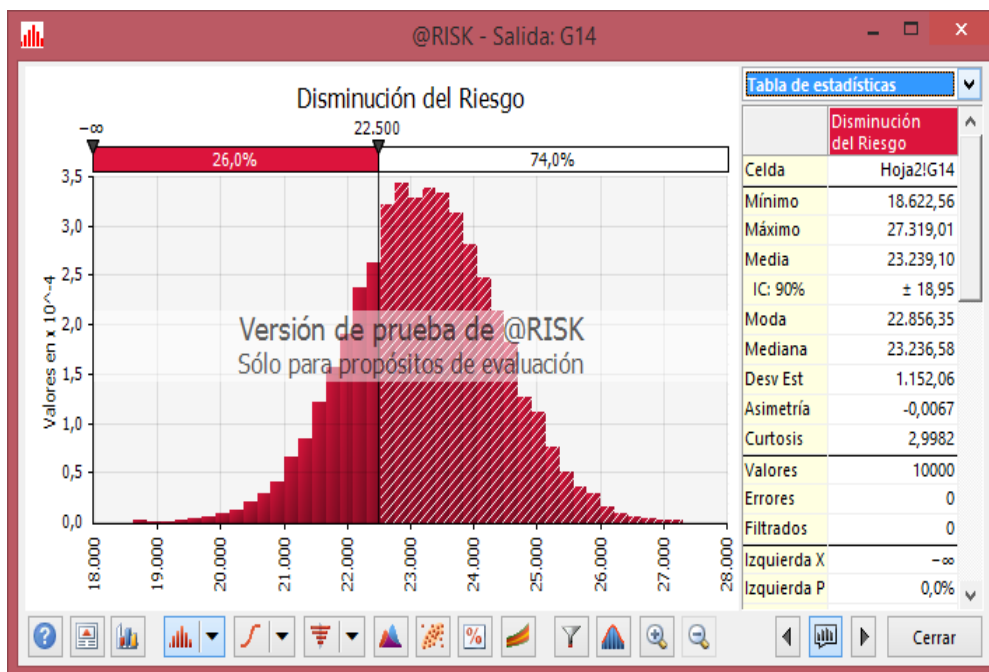 @RISK - Salida: G14
Disminución del Riesgo
−∞
22.500
26,0%
74,0%
3,5
3,0
2,5
2,0
1,5
1,0
0,5
0,0
Valores en x 10^-4
18.000
19.000
20.000
21.000
22.000
23.000
24.000
25.000
26.000
27.000
28.000
Versión de prueba de @RISK
Sólo para propósitos de evaluación
Tabla de estadísticas
Disminución
del Riesgo
Celda Hoja2!G14
Mínimo 18.622,56
Máximo 27.319,01
Media 23.239,10
IC: 90% ± 18,95
Moda 22.856,35
Mediana 23.236,58
Desv Est 1.152,06
Asimetría -0,0067
Curtosis 2,9982
Valores 10000
Errores 0
Filtrados 0
Izquierda X −∞
Izquierda P 0,0%
Cerrar